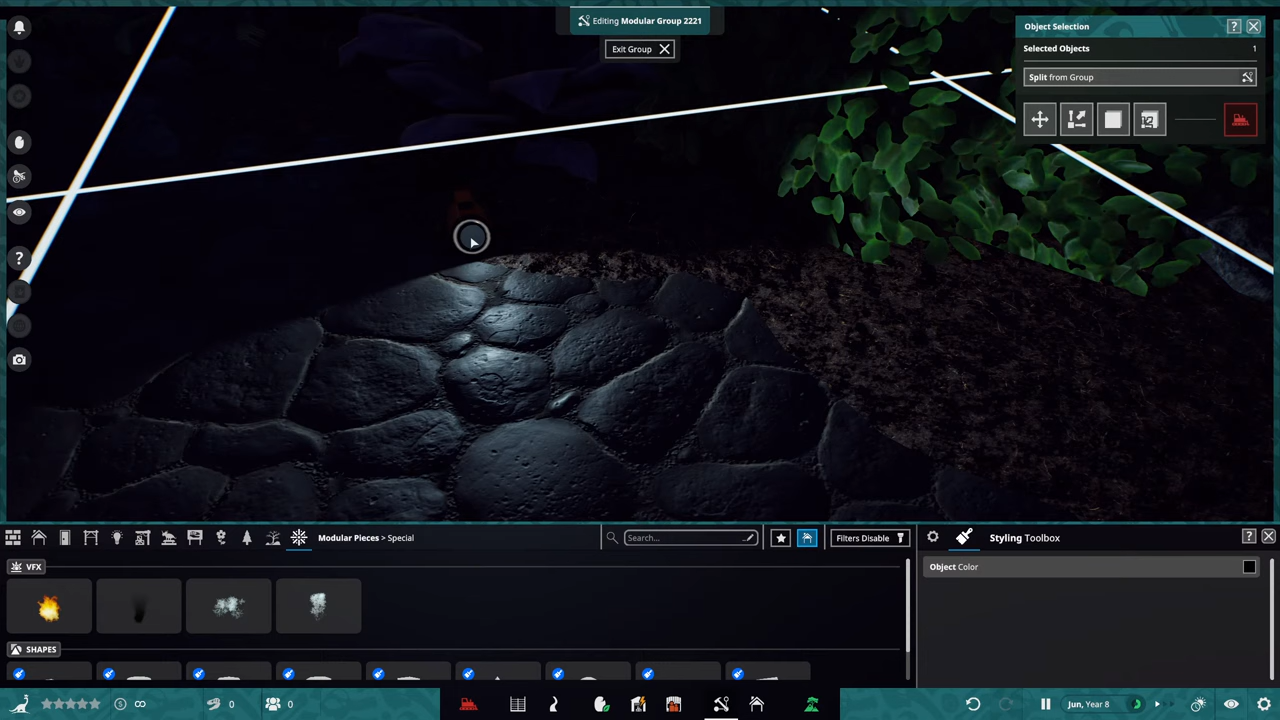 Editing Modular Group 2221
Exit Group
Object Selection
?
Selected Objects 1
Split from Group
12
?
Modular Pieces > Special
Search...
Filters Disable
Styling Toolbox
?
VFX
Object Color
SHAPES
0
0
Jun, Year 8